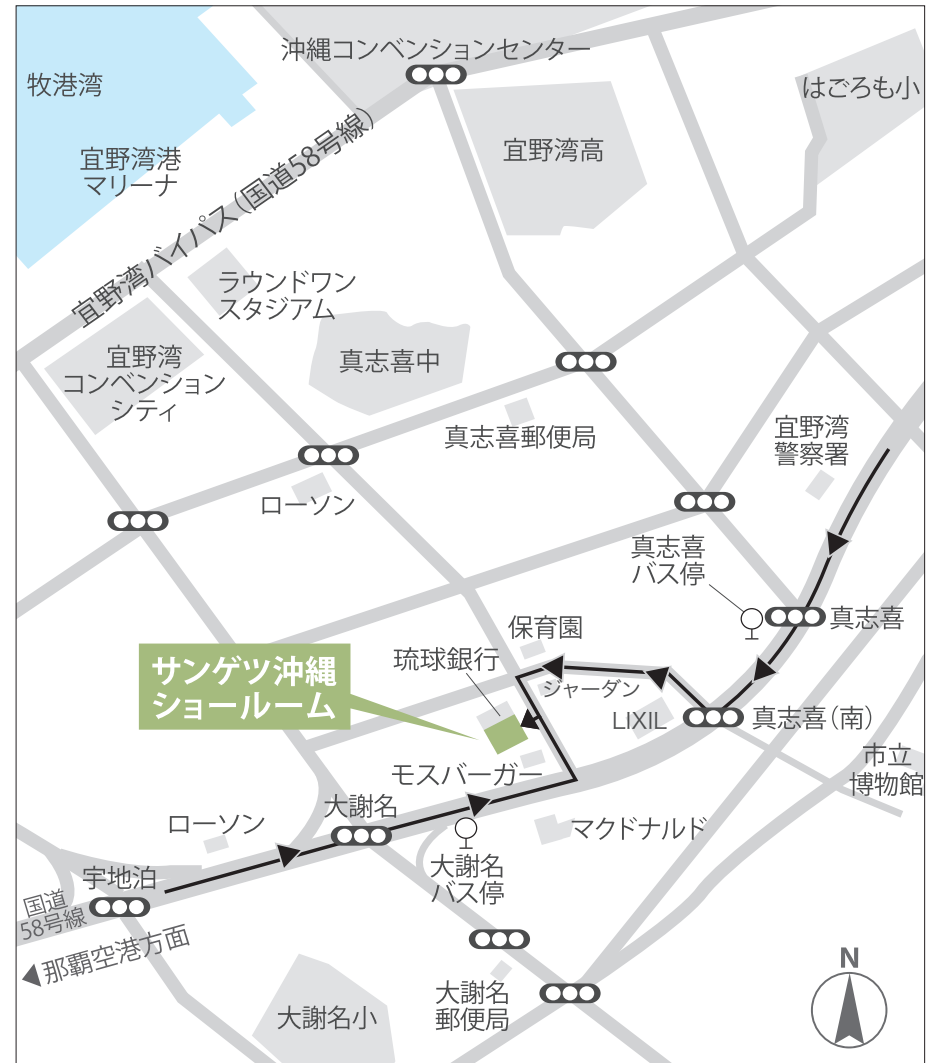 沖縄コンベンションセンター
牧港湾
はごろも小
宜野湾港
マリーナ
宜野湾高
宜野湾バイパス(国道58号線)
ラウンドワン
スタジアム
宜野湾
コンベンション
シティ
真志喜中
真志喜郵便局
宜野湾
警察署
ローソン
真志喜
バス停
真志喜
保育園
琉球銀行
サンゲツ沖縄
ショールーム
ジャーダン
LIXIL
真志喜(南)
市立
博物館
モスバーガー
大謝名
ローソン
マクドナルド
大謝名
バス停
宇地泊
国道
58号線
那覇空港方面
大謝名
郵便局
大謝名小
N